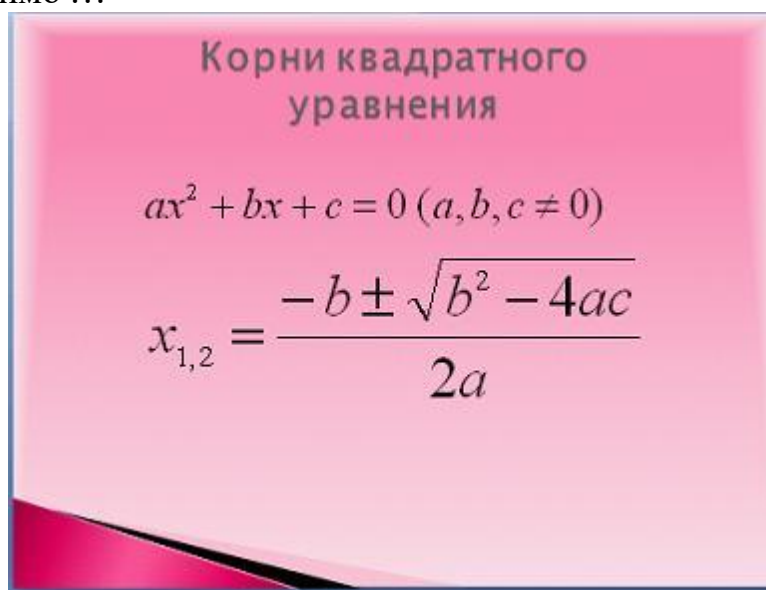 Корни квадратного
уравнения
ax² + bx + c = 0 (a, b, c ≠ 0)
x₁,₂ = (−b ± √(b² − 4ac)) / 2a